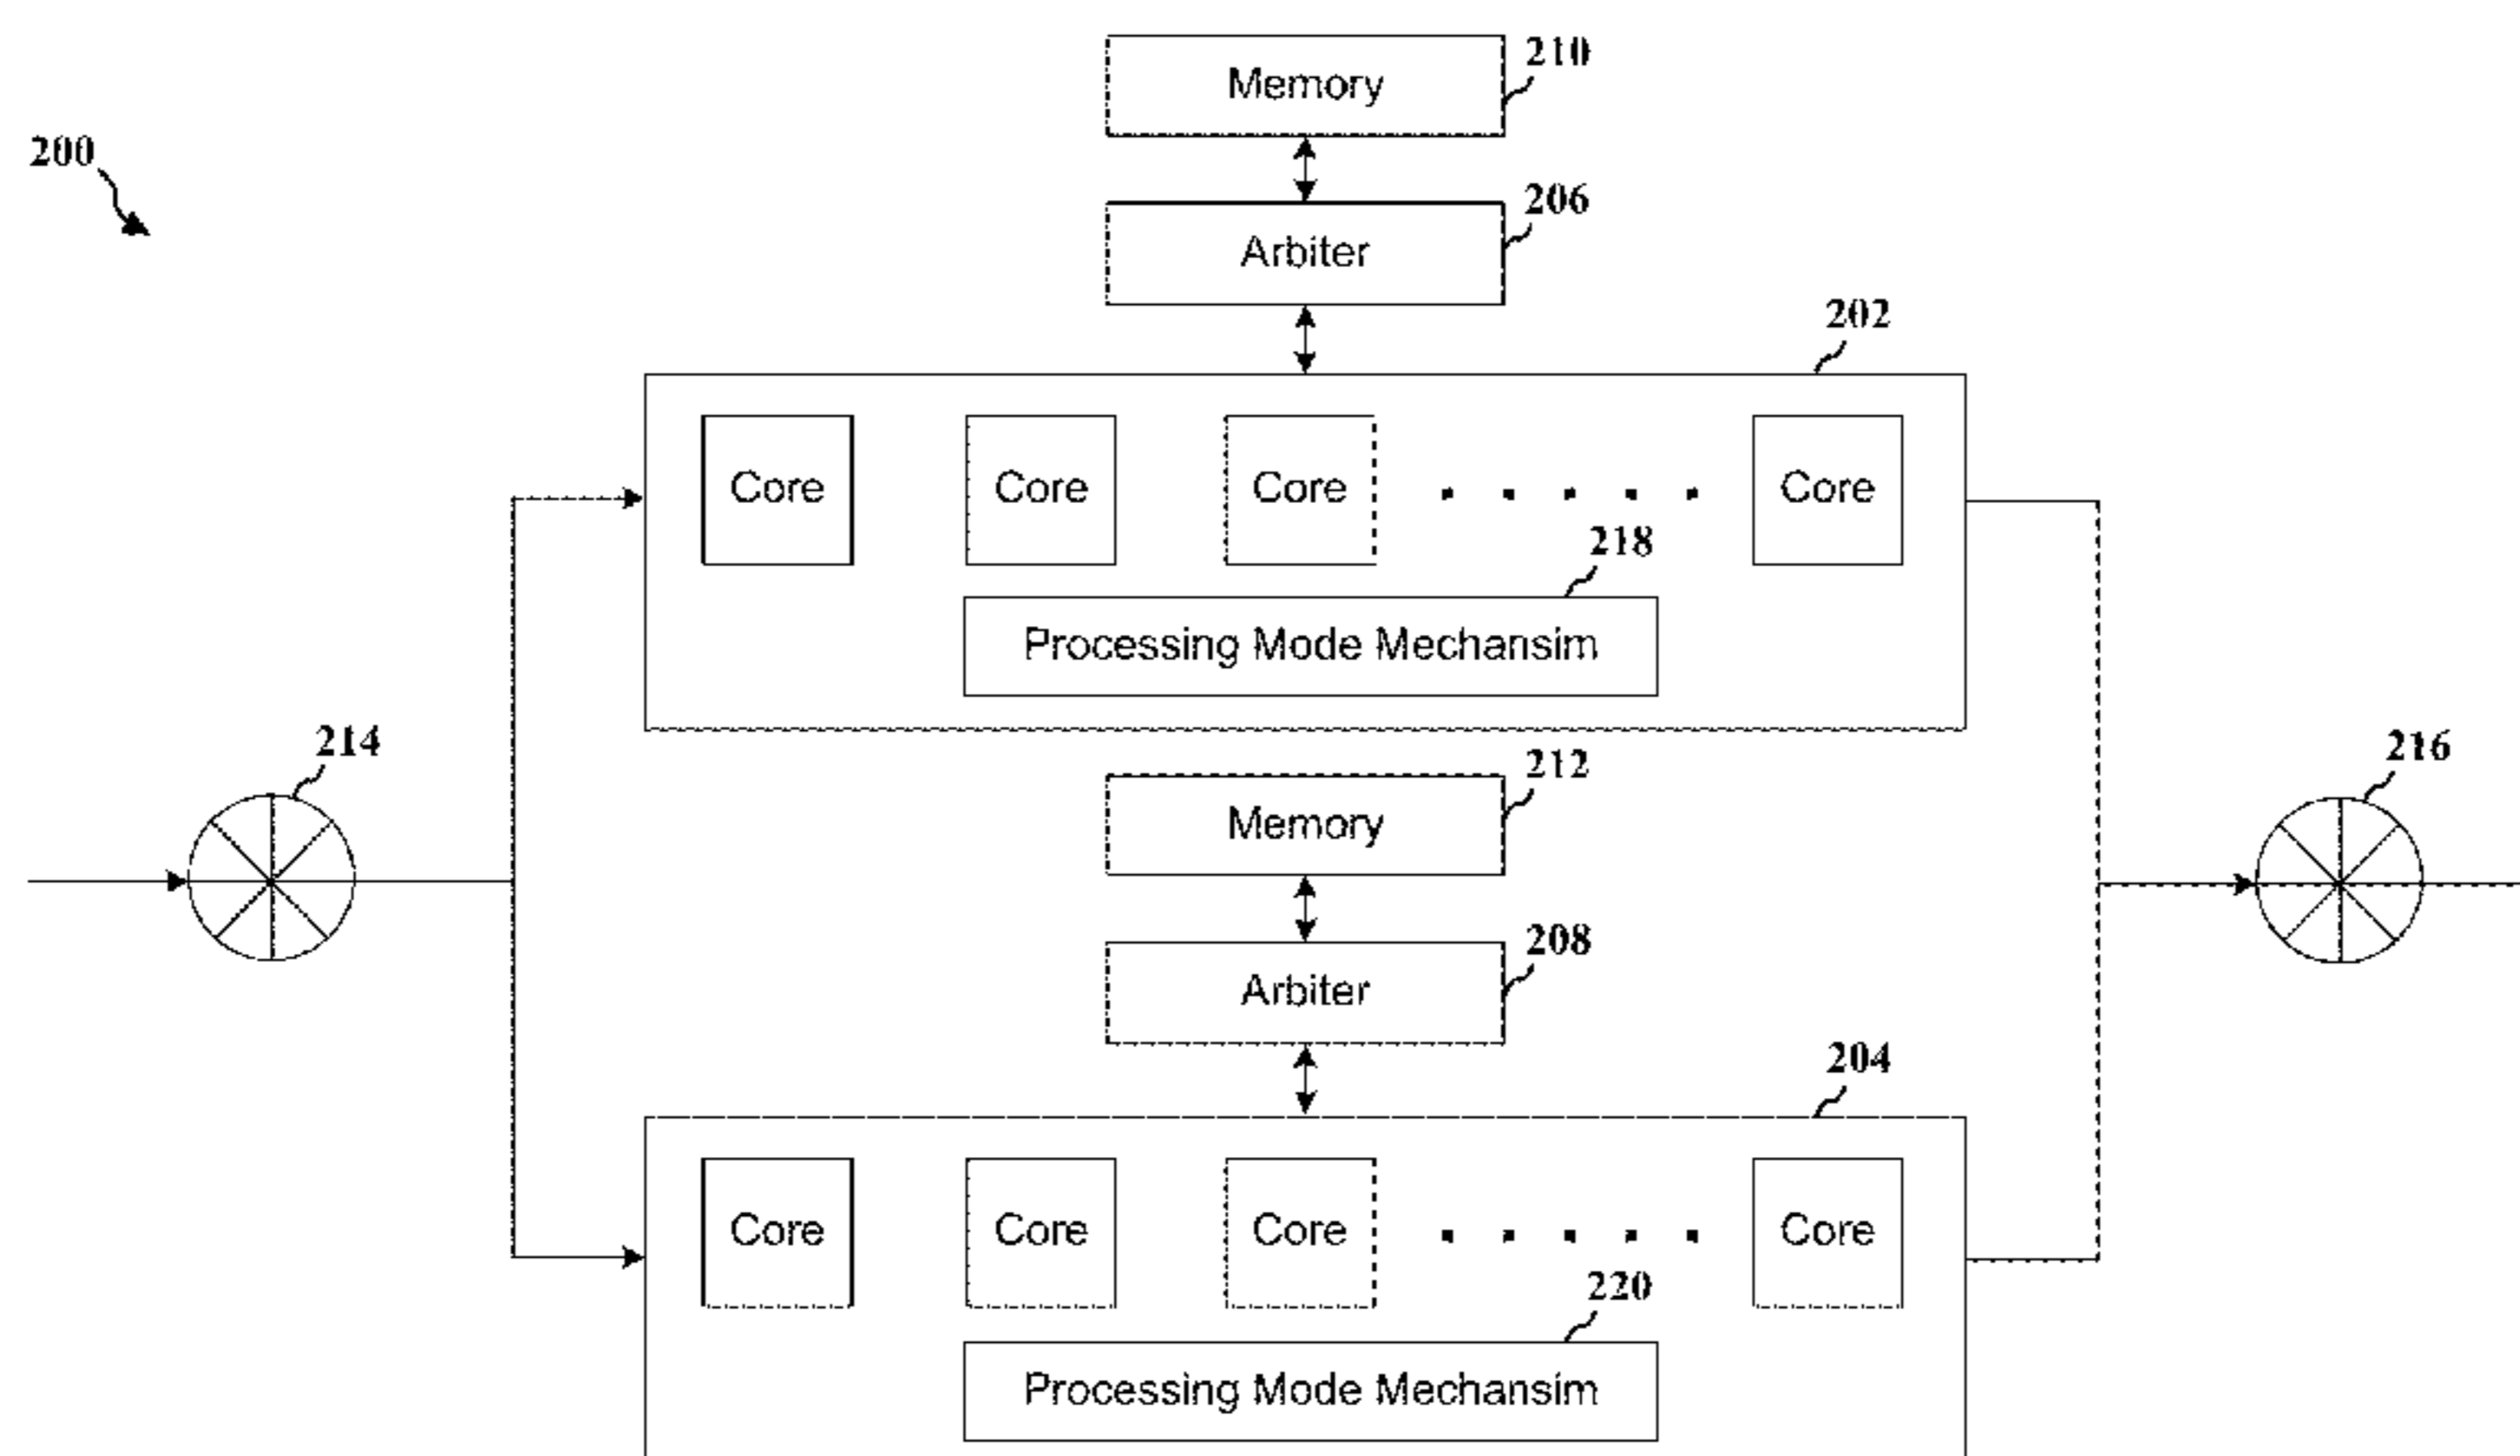 210
Memory
200
206
Arbiter
202
Core Core Core . . . . . Core
218
Processing Mode Mechansim
214
212
216
Memory
208
Arbiter
204
Core Core Core . . . . . Core
220
Processing Mode Mechansim